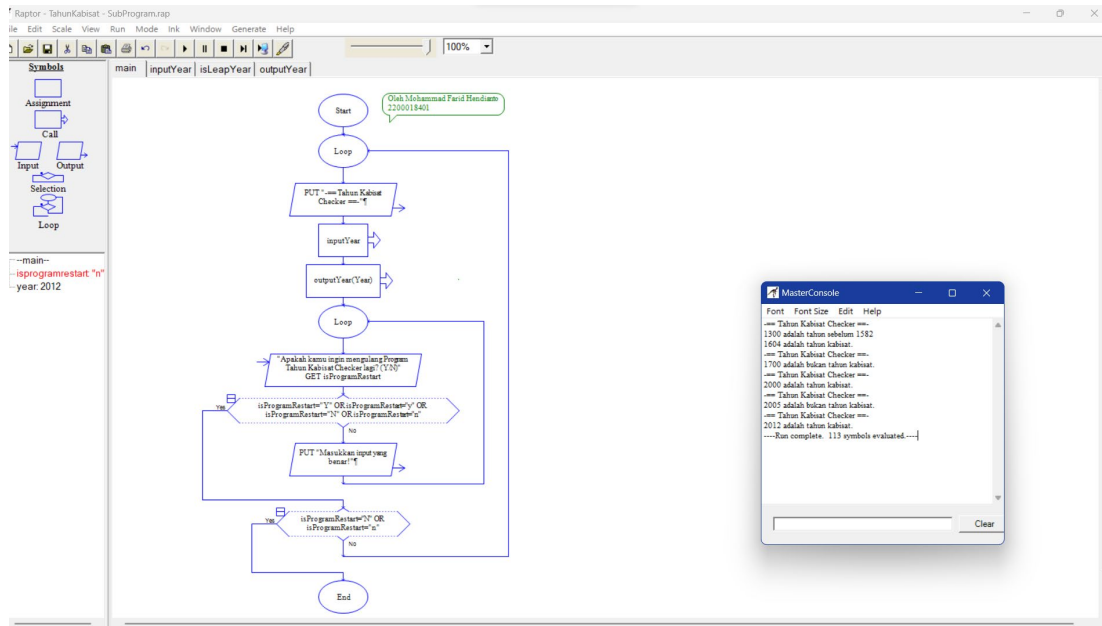 Raptor - TahunKabisat - SubProgram.rap
ile Edit Scale View Run Mode Ink Window Generate Help
100%
Symbols
Assignment
Call
Input Output
Selection
Loop
--main--
isprogramrestart: "n"
year: 2012
main inputYear isLeapYear outputYear
Oleh Mohammad Farid Hendianto
2200018401
Start
Loop
PUT "-== Tahun Kabisat
Checker ==-"¶
inputYear
outputYear(Year)
Loop
"Apakah kamu ingin mengulang Program
Tahun Kabisat Checker lagi? (Y/N)"
GET isProgramRestart
Yes
isProgramRestart="Y" OR isProgramRestart="y" OR
isProgramRestart="N" OR isProgramRestart="n"
No
PUT "Masukkan input yang
benar!"¶
Yes
isProgramRestart="N" OR
isProgramRestart="n"
No
End
MasterConsole
Font Font Size Edit Help
-== Tahun Kabisat Checker ==-
1300 adalah tahun sebelum 1582
1604 adalah tahun kabisat.
-== Tahun Kabisat Checker ==-
1700 adalah bukan tahun kabisat.
-== Tahun Kabisat Checker ==-
2000 adalah tahun kabisat.
-== Tahun Kabisat Checker ==-
2005 adalah bukan tahun kabisat.
-== Tahun Kabisat Checker ==-
2012 adalah tahun kabisat.
----Run complete. 113 symbols evaluated.----
Clear